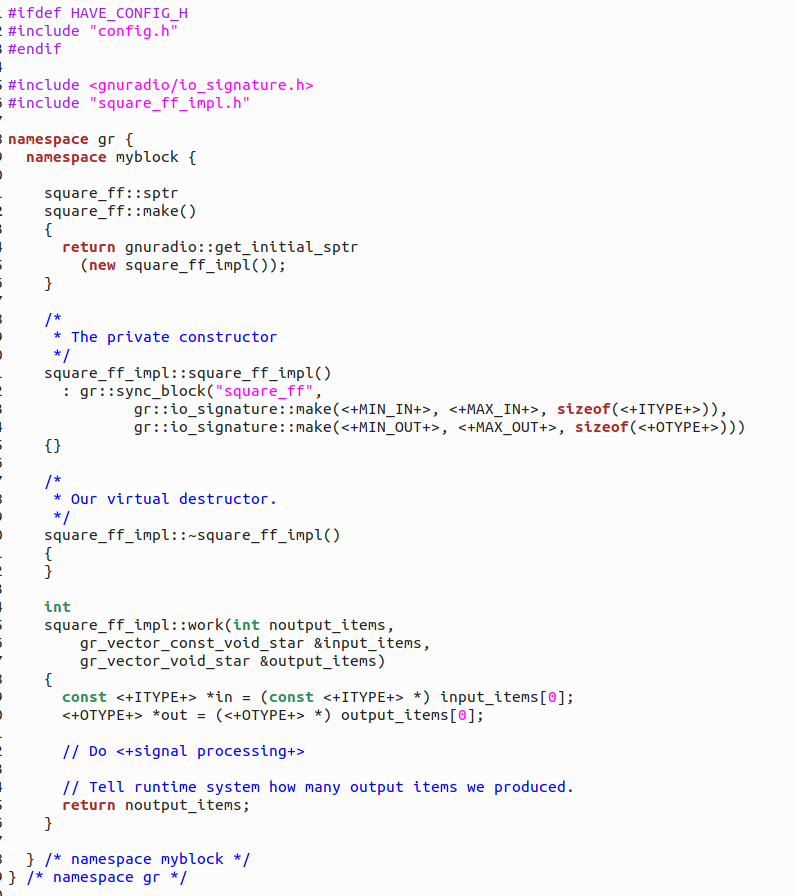 #ifdef HAVE_CONFIG_H
#include "config.h"
#endif

#include <gnuradio/io_signature.h>
#include "square_ff_impl.h"

namespace gr {
  namespace myblock {

    square_ff::sptr
    square_ff::make()
    {
      return gnuradio::get_initial_sptr
        (new square_ff_impl());
    }

    /*
     * The private constructor
     */
    square_ff_impl::square_ff_impl()
      : gr::sync_block("square_ff",
              gr::io_signature::make(<+MIN_IN+>, <+MAX_IN+>, sizeof(<+ITYPE+>)),
              gr::io_signature::make(<+MIN_OUT+>, <+MAX_OUT+>, sizeof(<+OTYPE+>)))
    {}

    /*
     * Our virtual destructor.
     */
    square_ff_impl::~square_ff_impl()
    {
    }

    int
    square_ff_impl::work(int noutput_items,
        gr_vector_const_void_star &input_items,
        gr_vector_void_star &output_items)
    {
      const <+ITYPE+> *in = (const <+ITYPE+> *) input_items[0];
      <+OTYPE+> *out = (<+OTYPE+> *) output_items[0];

      // Do <+signal processing+>

      // Tell runtime system how many output items we produced.
      return noutput_items;
    }

  } /* namespace myblock */
} /* namespace gr */